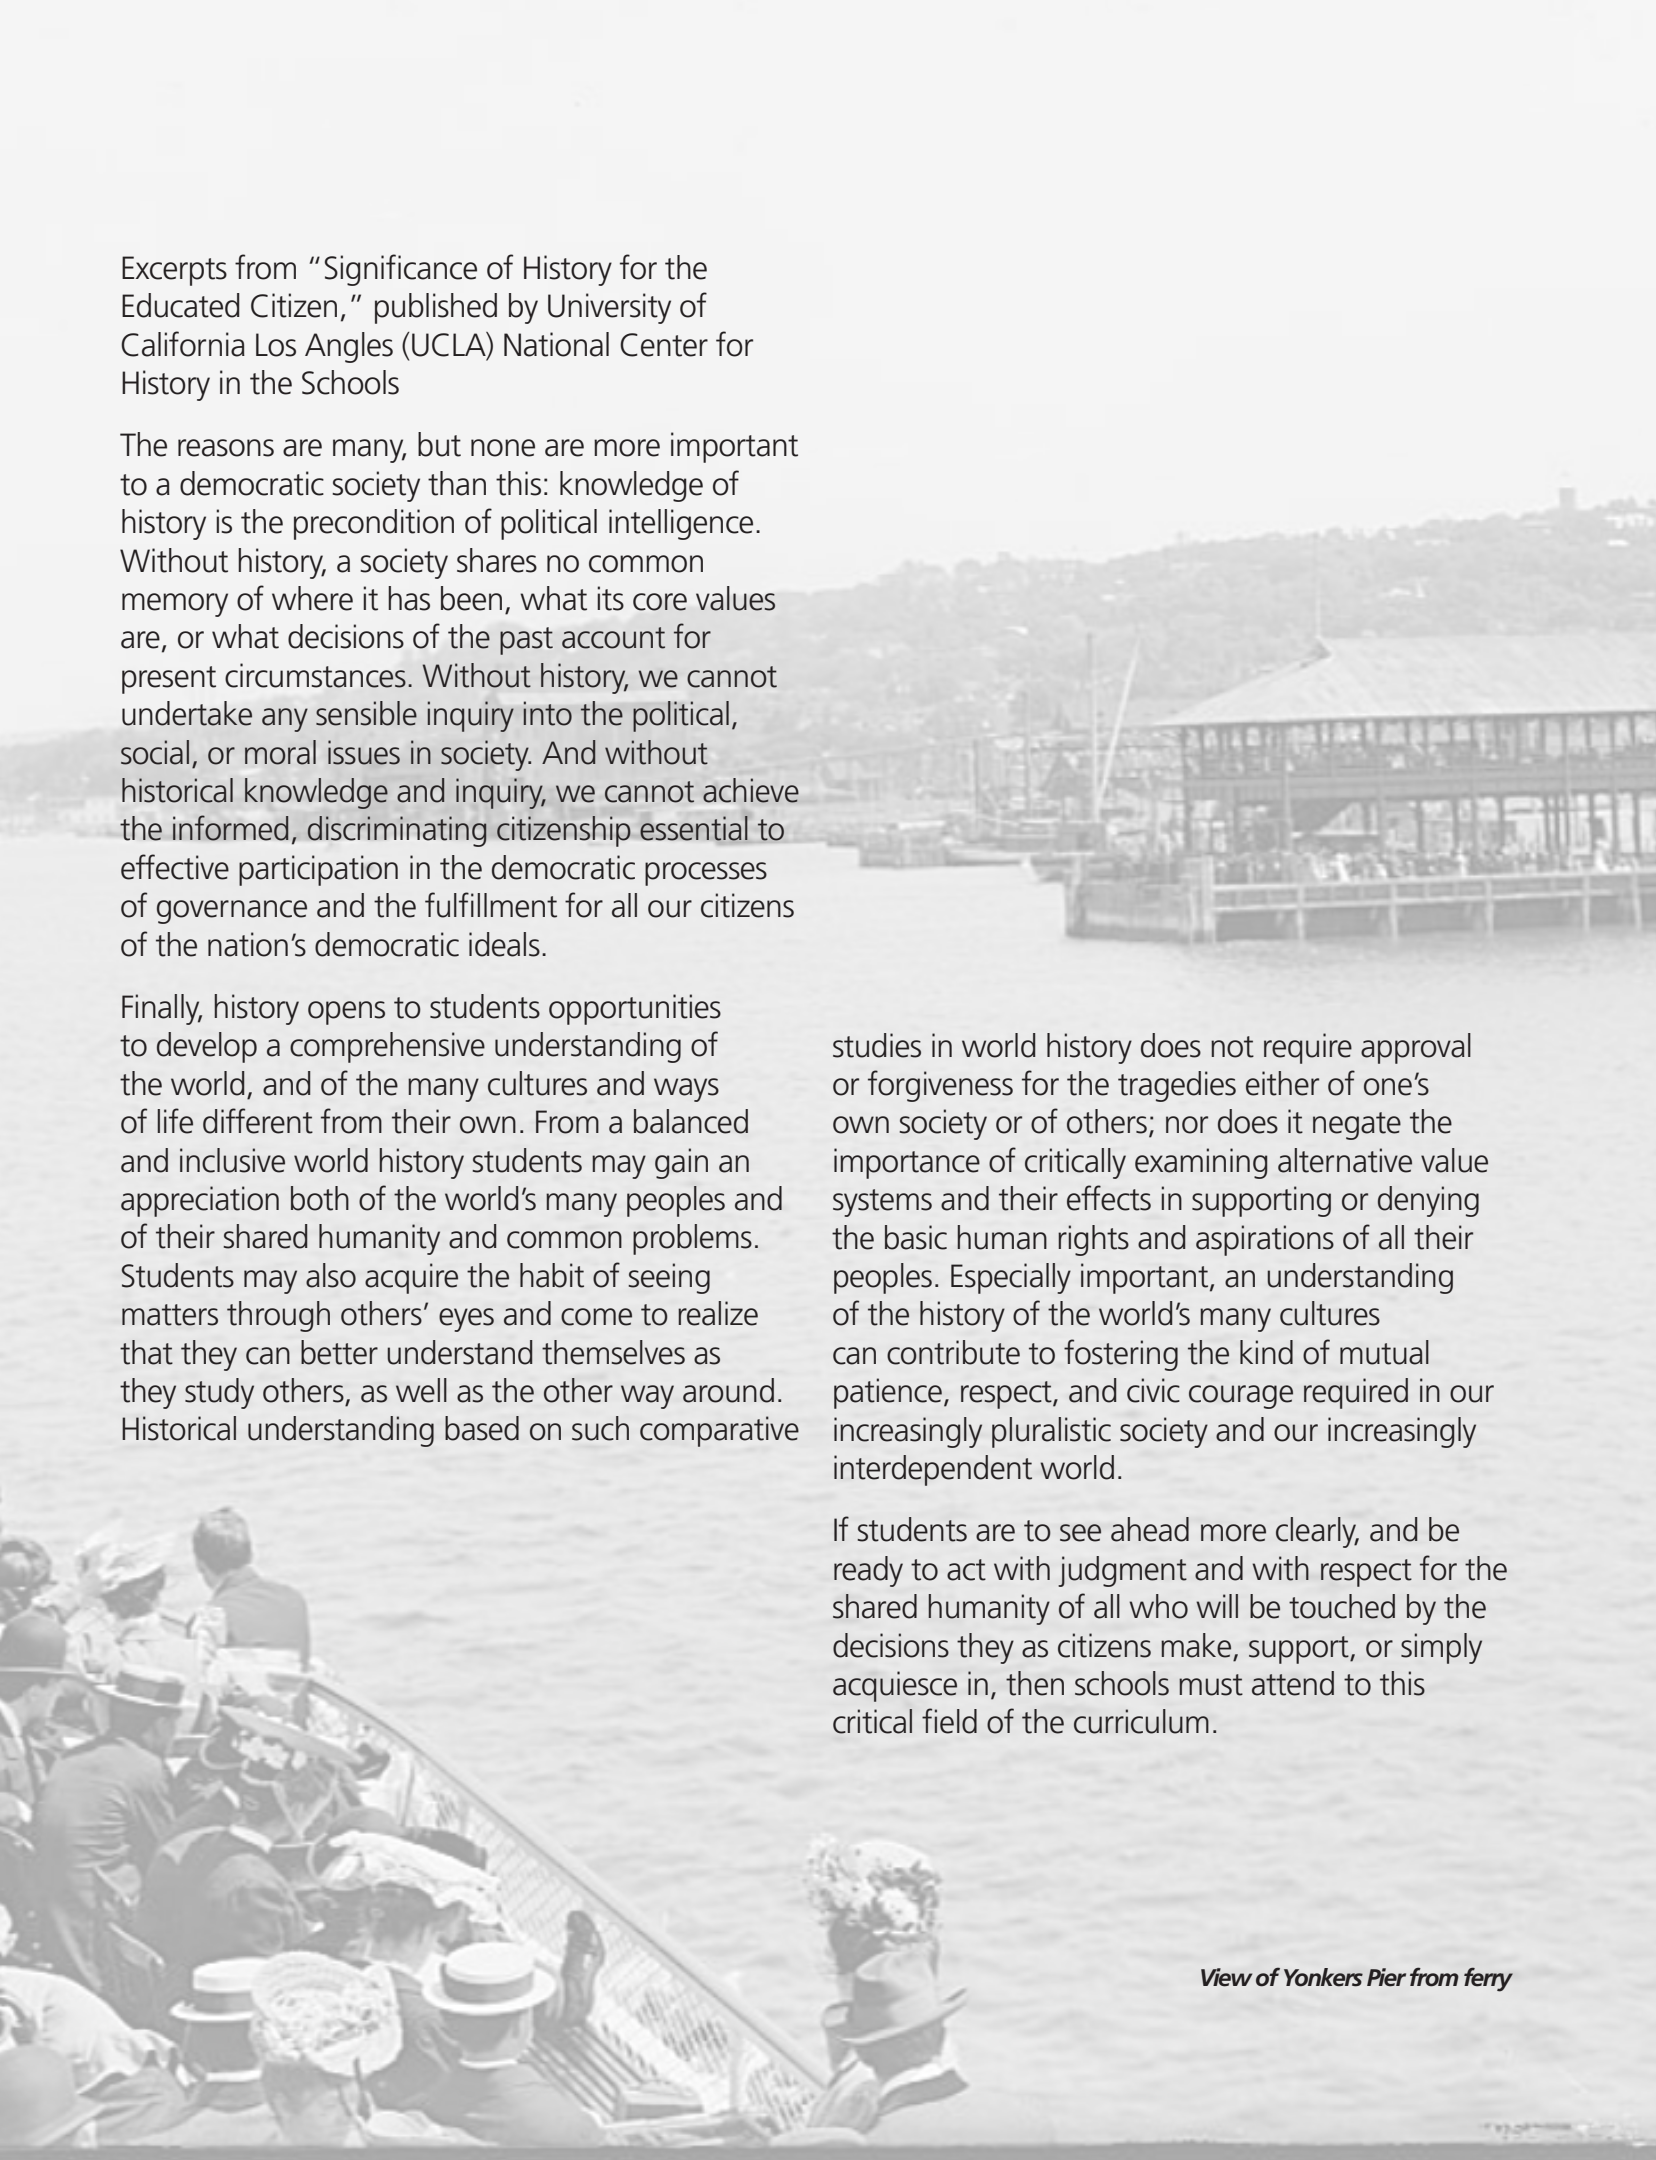 Excerpts from “Significance of History for the
Educated Citizen,” published by University of
California Los Angles (UCLA) National Center for
History in the Schools
The reasons are many, but none are more important
to a democratic society than this: knowledge of
history is the precondition of political intelligence.
Without history, a society shares no common
memory of where it has been, what its core values
are, or what decisions of the past account for
present circumstances. Without history, we cannot
undertake any sensible inquiry into the political,
social, or moral issues in society. And without
historical knowledge and inquiry, we cannot achieve
the informed, discriminating citizenship essential to
effective participation in the democratic processes
of governance and the fulfillment for all our citizens
of the nation’s democratic ideals.
Finally, history opens to students opportunities
to develop a comprehensive understanding of
the world, and of the many cultures and ways
of life different from their own. From a balanced
and inclusive world history students may gain an
appreciation both of the world’s many peoples and
of their shared humanity and common problems.
Students may also acquire the habit of seeing
matters through others’ eyes and come to realize
that they can better understand themselves as
they study others, as well as the other way around.
Historical understanding based on such comparative
studies in world history does not require approval
or forgiveness for the tragedies either of one’s
own society or of others; nor does it negate the
importance of critically examining alternative value
systems and their effects in supporting or denying
the basic human rights and aspirations of all their
peoples. Especially important, an understanding
of the history of the world’s many cultures
can contribute to fostering the kind of mutual
patience, respect, and civic courage required in our
increasingly pluralistic society and our increasingly
interdependent world.
If students are to see ahead more clearly, and be
ready to act with judgment and with respect for the
shared humanity of all who will be touched by the
decisions they as citizens make, support, or simply
acquiesce in, then schools must attend to this
critical field of the curriculum.
View of Yonkers Pier from ferry